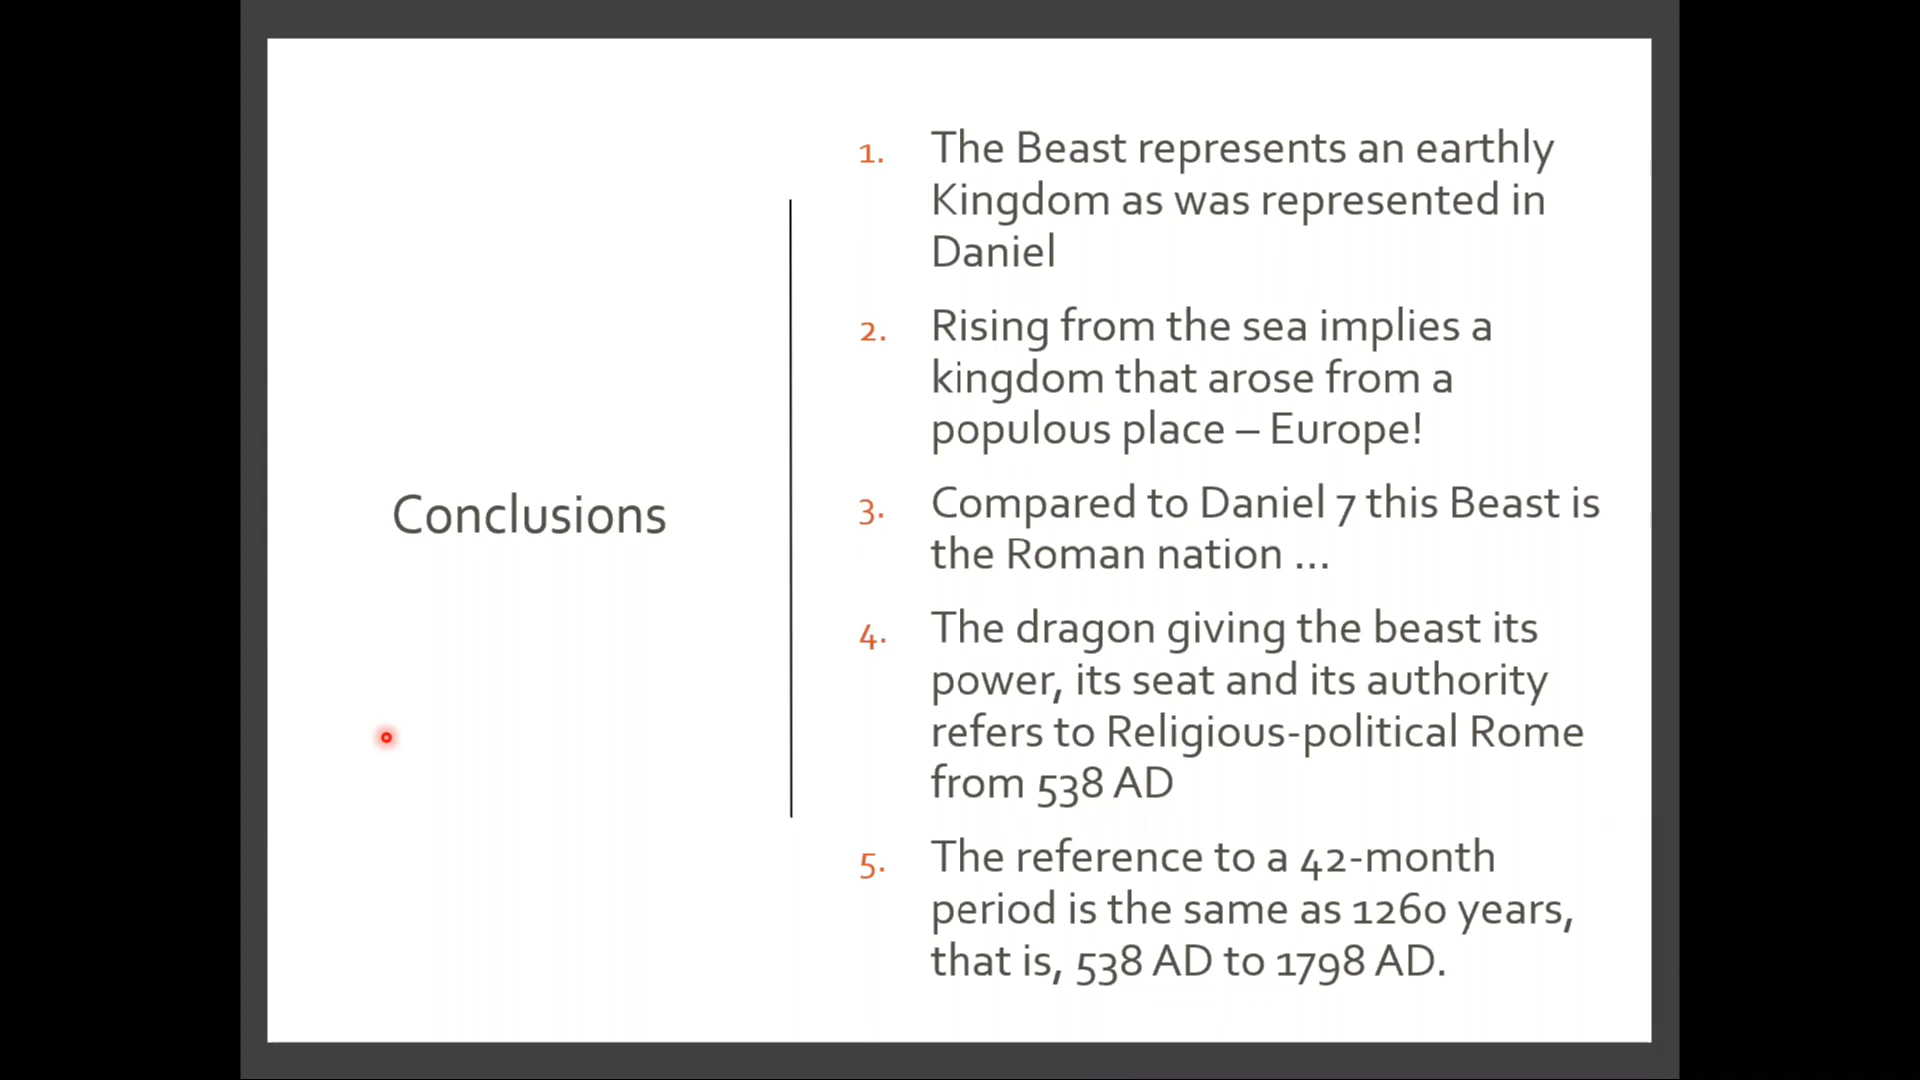 Conclusions
1. The Beast represents an earthly
Kingdom as was represented in
Daniel
2. Rising from the sea implies a
kingdom that arose from a
populous place – Europe!
3. Compared to Daniel 7 this Beast is
the Roman nation ...
4. The dragon giving the beast its
power, its seat and its authority
refers to Religious-political Rome
from 538 AD
5. The reference to a 42-month
period is the same as 1260 years,
that is, 538 AD to 1798 AD.